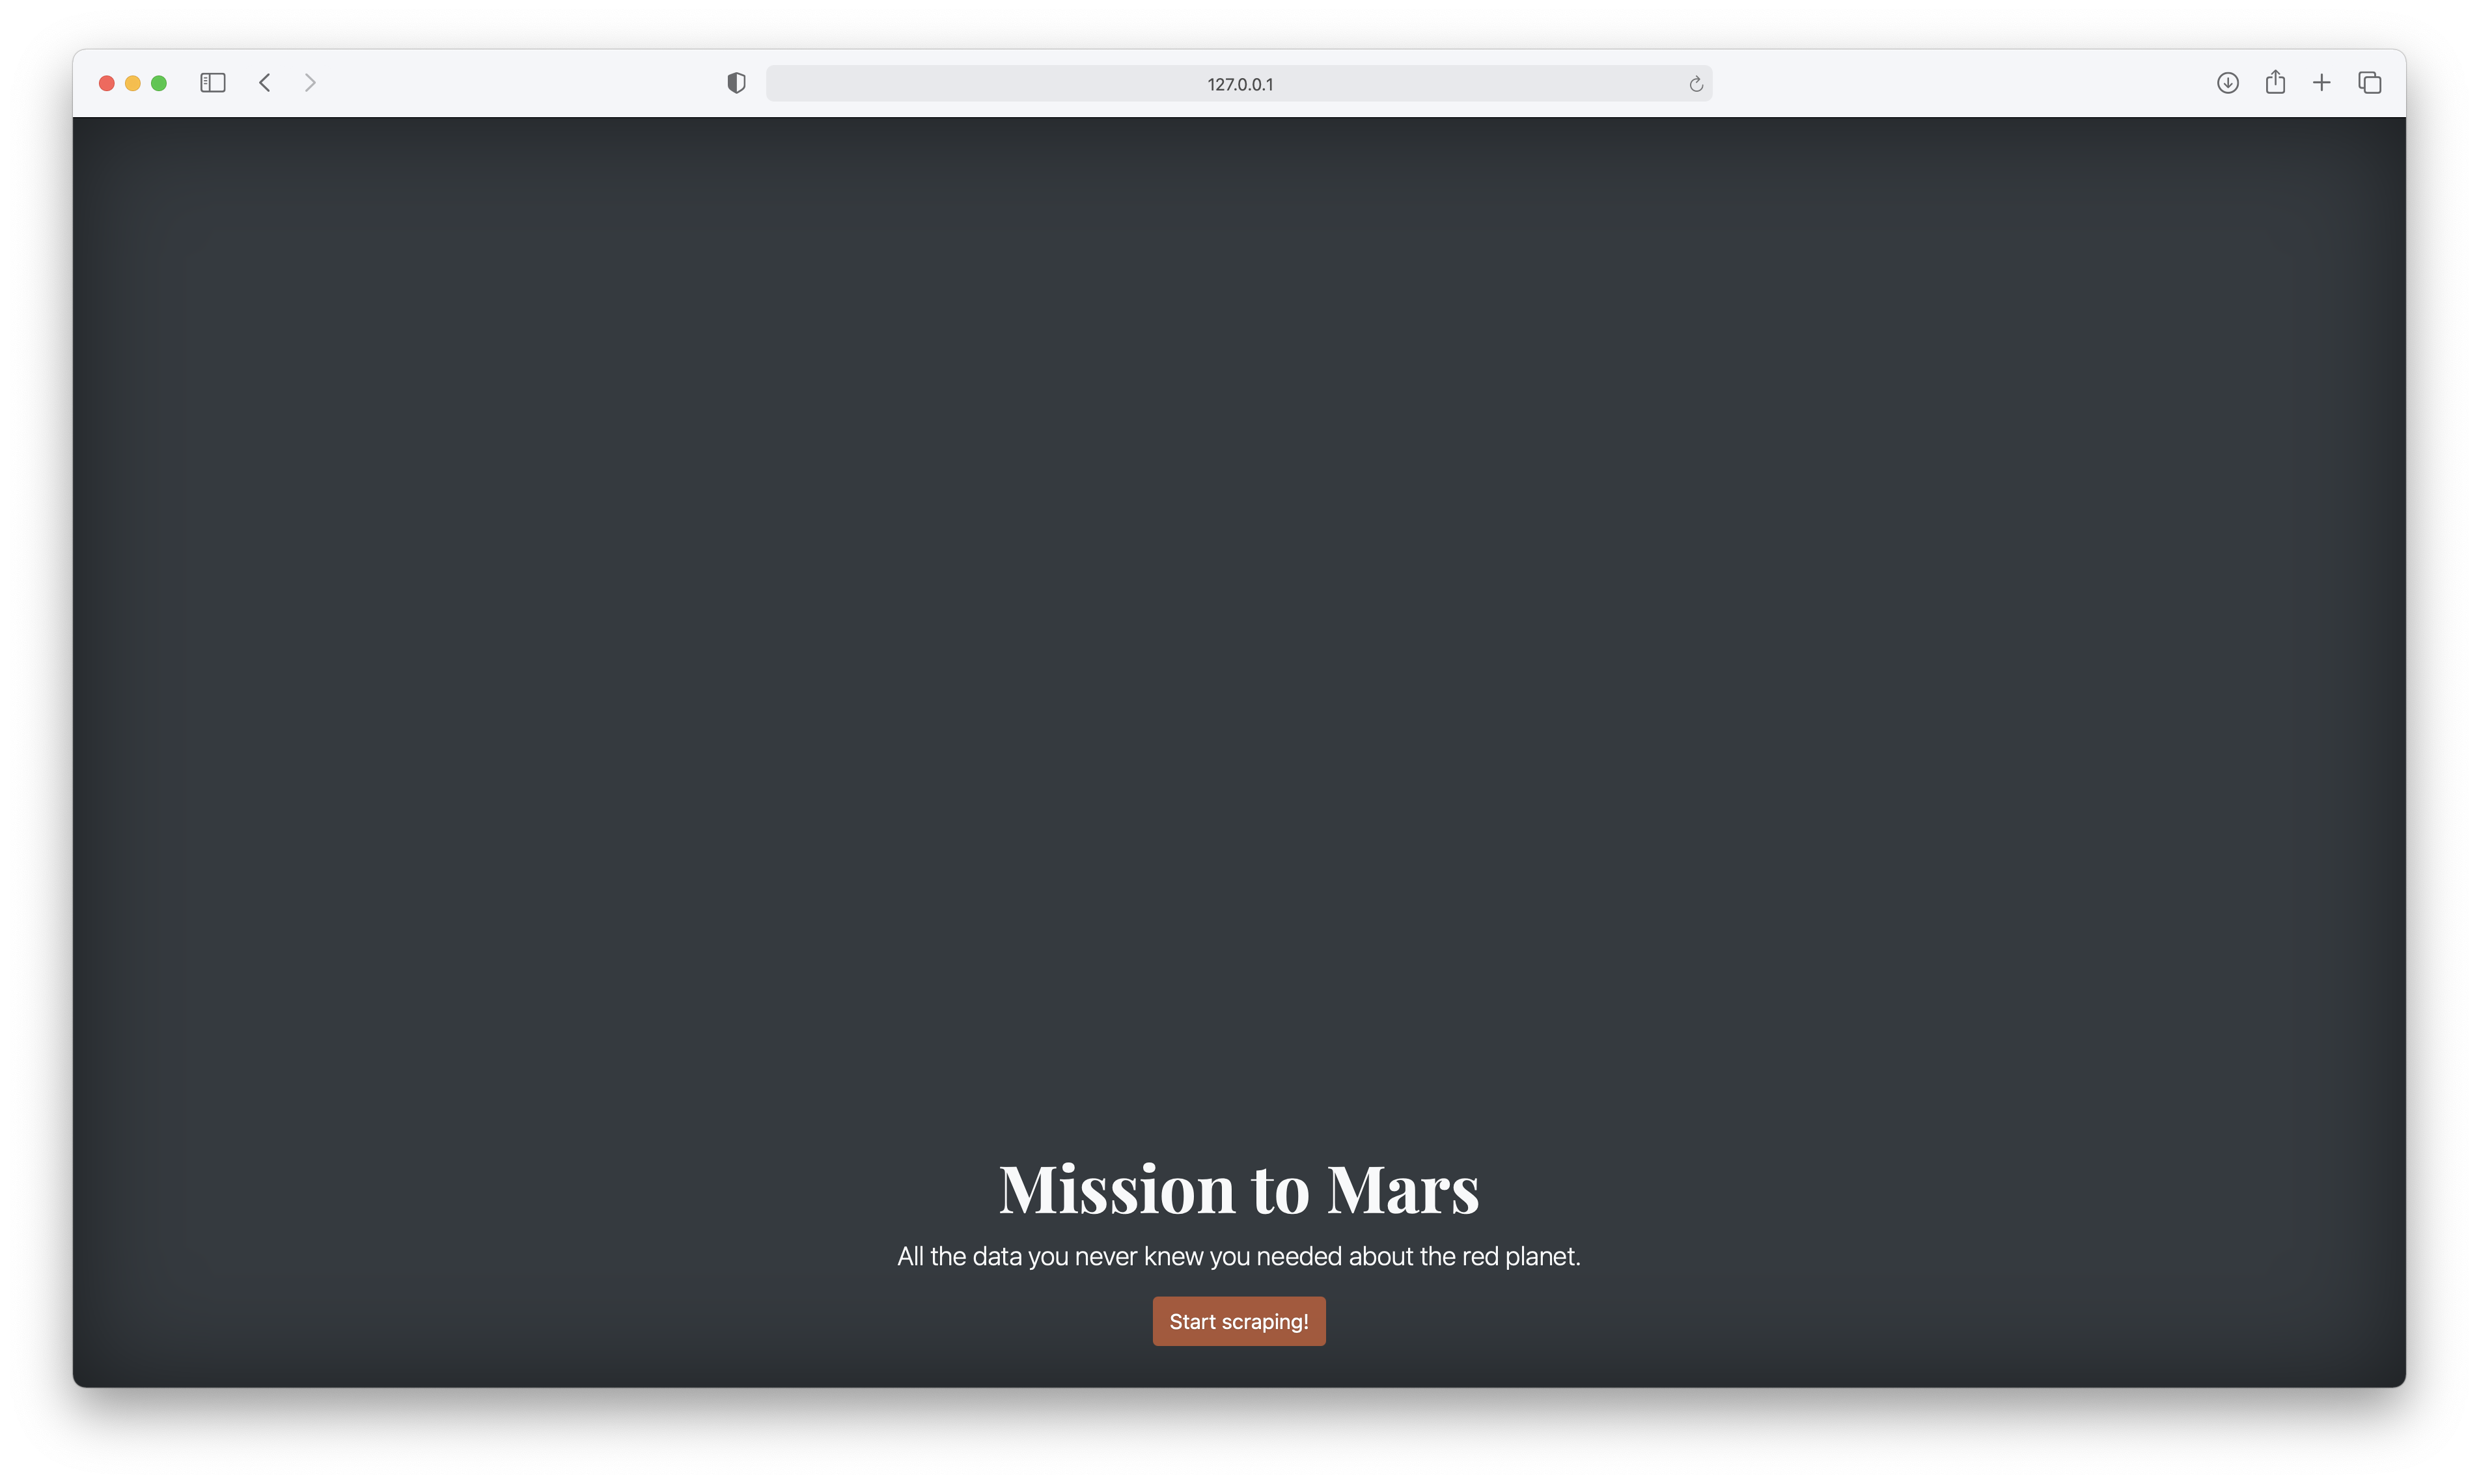 127.0.0.1
Mission to Mars
All the data you never knew you needed about the red planet.
Start scraping!